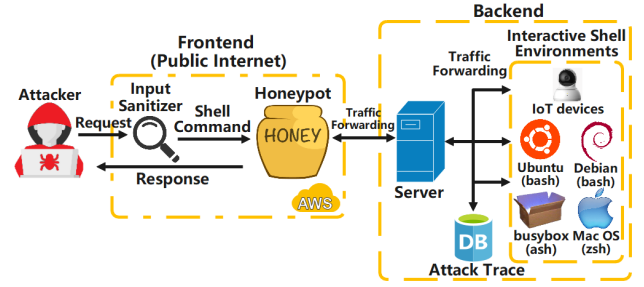 Backend
Frontend
(Public Internet)
Interactive Shell
Environments
Attacker
Input
Sanitizer
Honeypot
Traffic
Forwarding
Request
Shell
Command
HONEY
Traffic
Forwarding
IoT devices
Response
AWS
Server
Ubuntu
(bash)
Debian
(bash)
DB
Attack Trace
busybox
(ash)
Mac OS
(zsh)